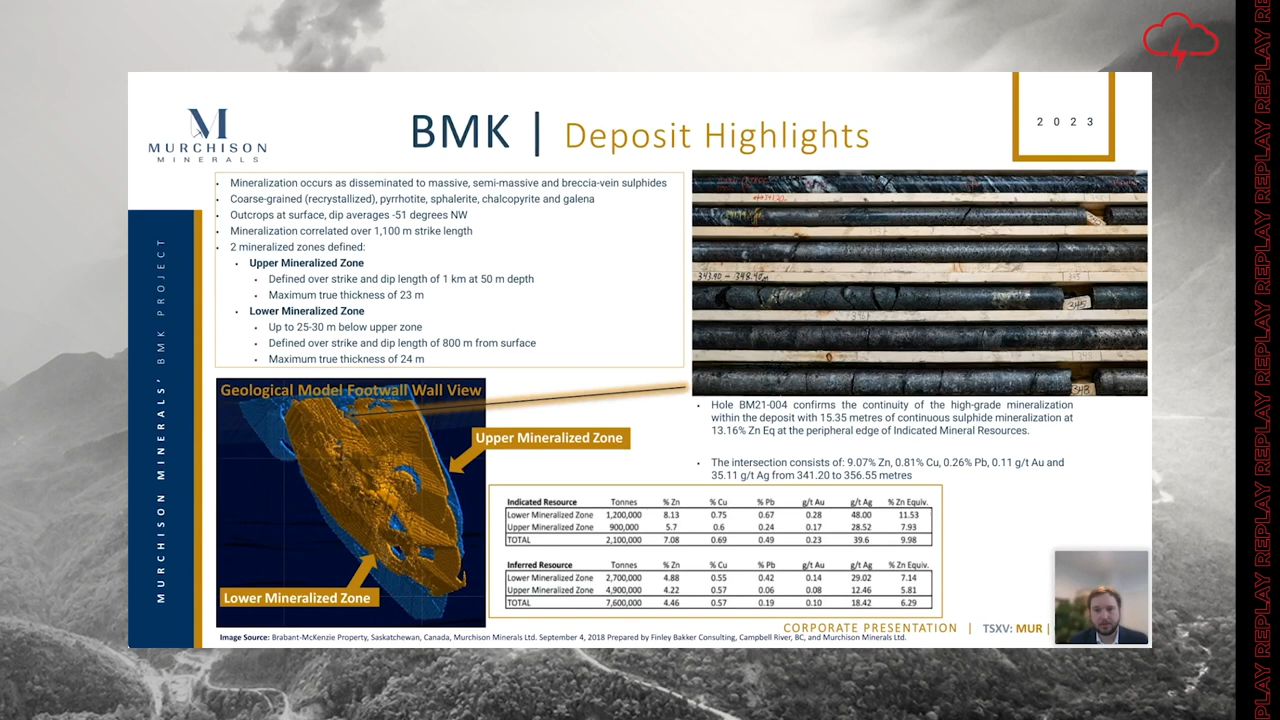 MURCHISON
MINERALS
BMK | Deposit Highlights
2023
MURCHISON MINERALS' BMK PROJECT
• Mineralization occurs as disseminated to massive, semi-massive and breccia-vein sulphides
• Coarse-grained (recrystallized), pyrrhotite, sphalerite, chalcopyrite and galena
• Outcrops at surface, dip averages -51 degrees NW
• Mineralization correlated over 1,100 m strike length
• 2 mineralized zones defined:
• Upper Mineralized Zone
• Defined over strike and dip length of 1 km at 50 m depth
• Maximum true thickness of 23 m
• Lower Mineralized Zone
• Up to 25-30 m below upper zone
• Defined over strike and dip length of 800 m from surface
• Maximum true thickness of 24 m
343.90 - 348.40m
345
348
Geological Model Footwall Wall View
Upper Mineralized Zone
Lower Mineralized Zone
• Hole BM21-004 confirms the continuity of the high-grade mineralization
within the deposit with 15.35 metres of continuous sulphide mineralization at
13.16% Zn Eq at the peripheral edge of Indicated Mineral Resources.
• The intersection consists of: 9.07% Zn, 0.81% Cu, 0.26% Pb, 0.11 g/t Au and
35.11 g/t Ag from 341.20 to 356.55 metres
Indicated Resource Tonnes % Zn % Cu % Pb g/t Au g/t Ag % Zn Equiv.
Lower Mineralized Zone 1,200,000 8.13 0.75 0.67 0.28 48.00 11.53
Upper Mineralized Zone 900,000 5.7 0.6 0.24 0.17 28.52 7.93
TOTAL 2,100,000 7.08 0.69 0.49 0.23 39.6 9.98
Inferred Resource Tonnes % Zn % Cu % Pb g/t Au g/t Ag % Zn Equiv.
Lower Mineralized Zone 2,700,000 4.88 0.55 0.42 0.14 29.02 7.14
Upper Mineralized Zone 4,900,000 4.22 0.57 0.06 0.08 12.46 5.81
TOTAL 7,600,000 4.46 0.57 0.19 0.10 18.42 6.29
CORPORATE PRESENTATION | TSXV: MUR |
Image Source: Brabant-McKenzie Property, Saskatchewan, Canada, Murchison Minerals Ltd. September 4, 2018 Prepared by Finley Bakker Consulting, Campbell River, BC, and Murchison Minerals Ltd.
REPLAY REPLAY REPLAY REPLAY REPLAY REPLAY REPLAY REPLAY